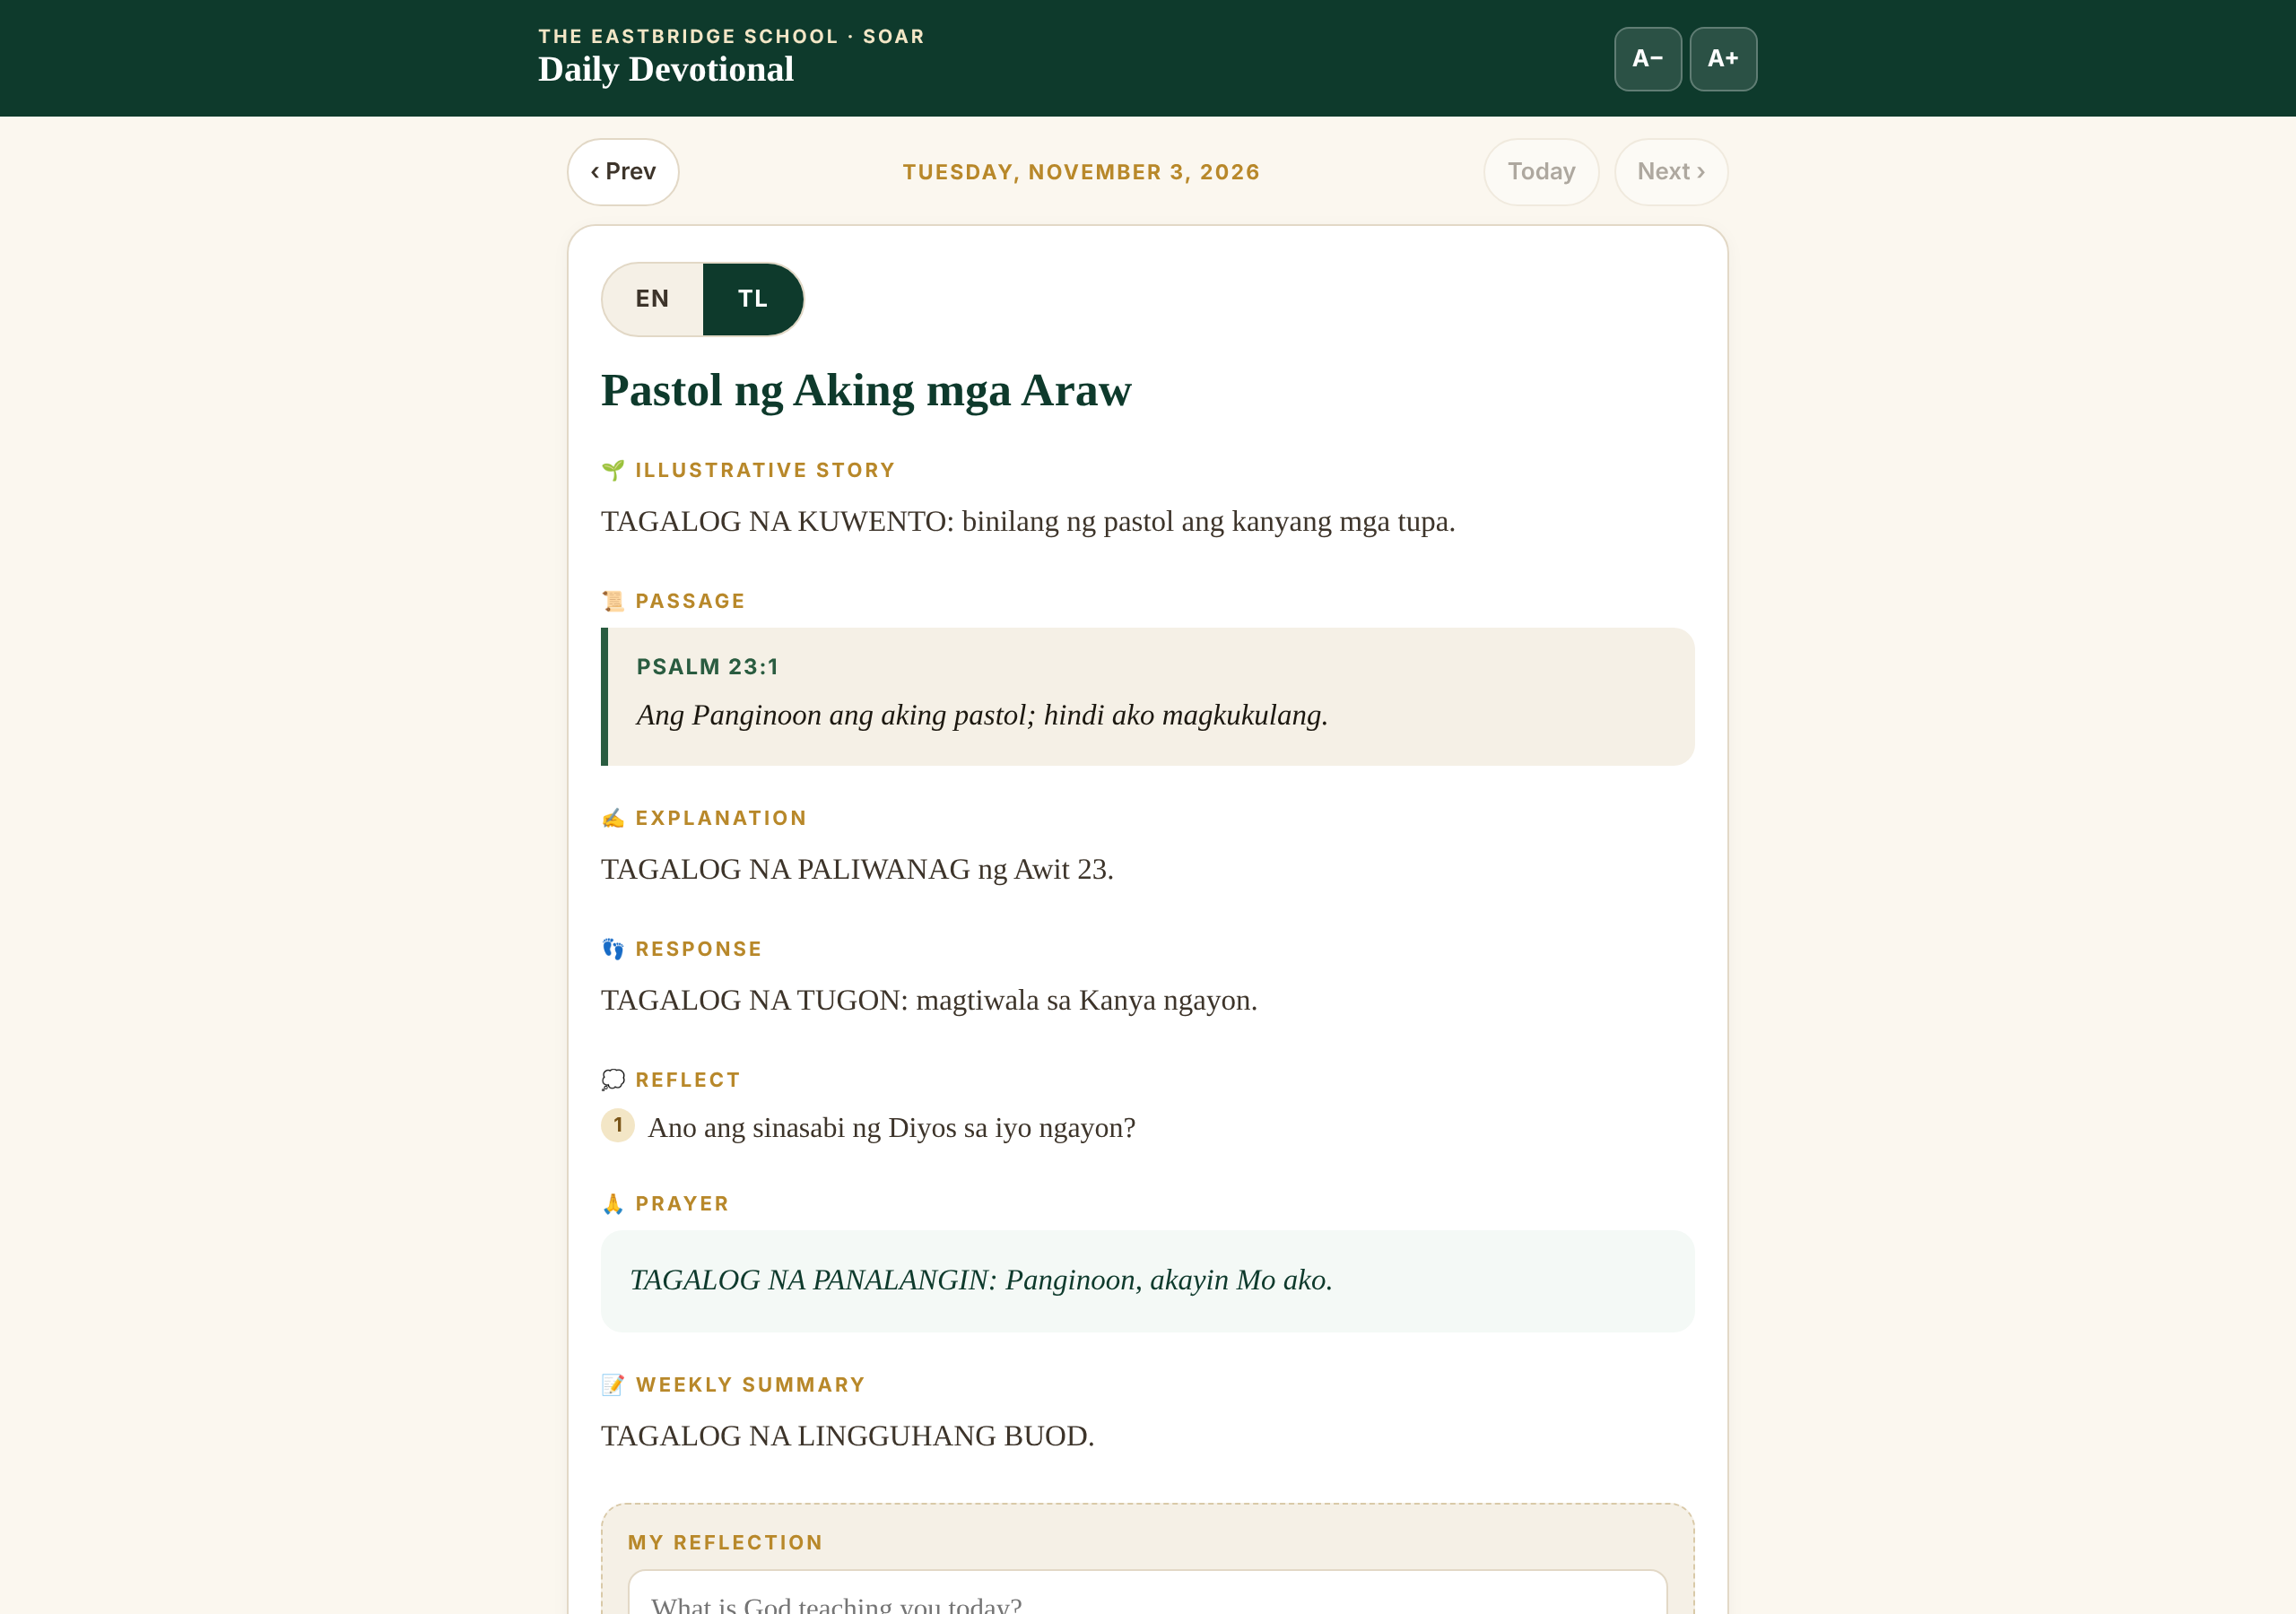 THE EASTBRIDGE SCHOOL · SOAR
Daily Devotional
A−
A+
‹ Prev
TUESDAY, NOVEMBER 3, 2026
Today
Next ›
EN
TL
Pastol ng Aking mga Araw
🌱 ILLUSTRATIVE STORY
TAGALOG NA KUWENTO: binilang ng pastol ang kanyang mga tupa.
📜 PASSAGE
PSALM 23:1
Ang Panginoon ang aking pastol; hindi ako magkukulang.
✍️ EXPLANATION
TAGALOG NA PALIWANAG ng Awit 23.
👣 RESPONSE
TAGALOG NA TUGON: magtiwala sa Kanya ngayon.
💭 REFLECT
1 Ano ang sinasabi ng Diyos sa iyo ngayon?
🙏 PRAYER
TAGALOG NA PANALANGIN: Panginoon, akayin Mo ako.
📝 WEEKLY SUMMARY
TAGALOG NA LINGGUHANG BUOD.
MY REFLECTION
What is God teaching you today?